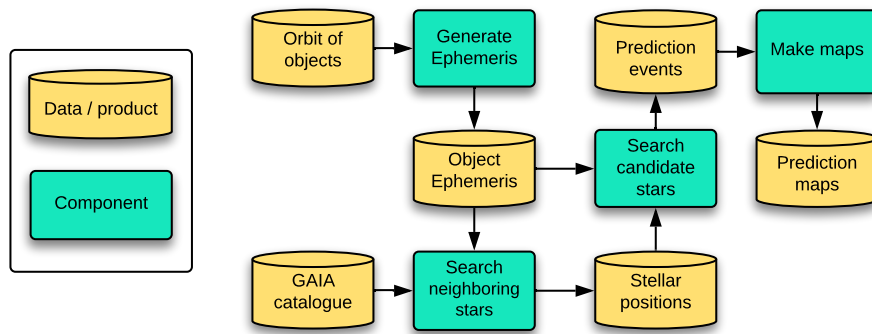 Data / product
Component
Orbit of
objects
Generate
Ephemeris
Prediction
events
Make maps
Object
Ephemeris
Search
candidate
stars
Prediction
maps
GAIA
catalogue
Search
neighboring
stars
Stellar
positions